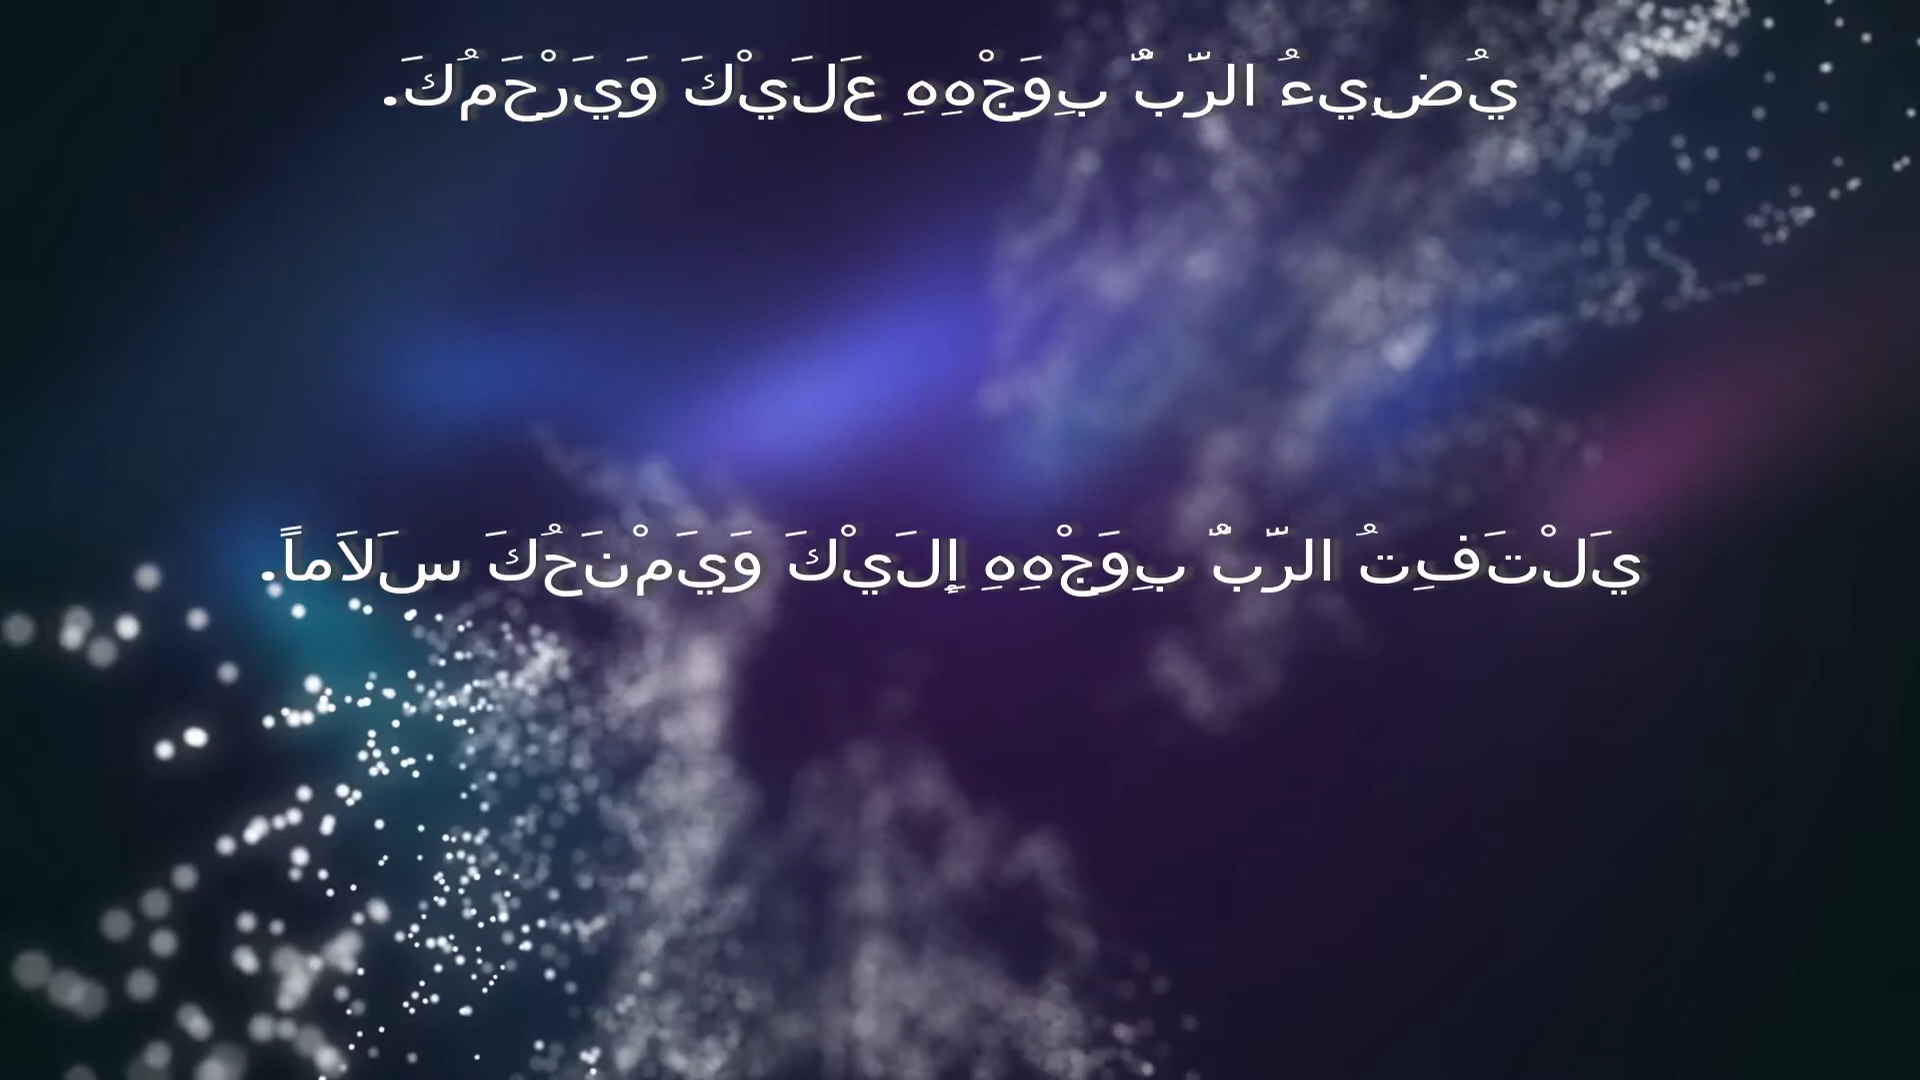 يُضِيءُ الرّبُّ بِوَجْهِهِ عَلَيْكَ وَيَرْحَمُكَ.
يَلْتَفِتُ الرّبُّ بِوَجْهِهِ إِلَيْكَ وَيَمْنَحُكَ سَلاَماً.